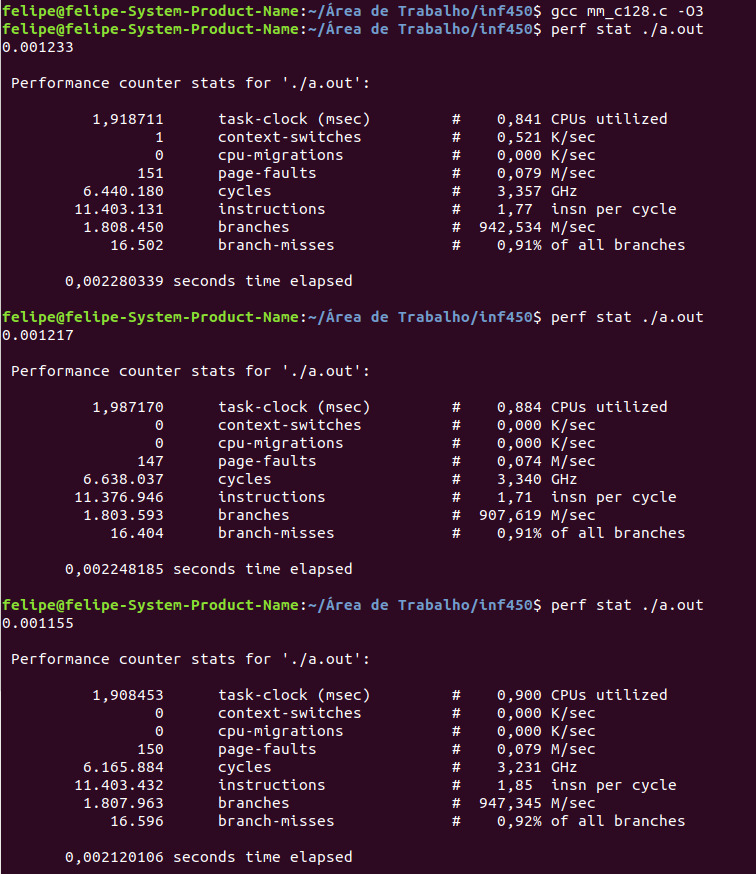 felipe@felipe-System-Product-Name:~/Área de Trabalho/inf450$ gcc mm_c128.c -O3
felipe@felipe-System-Product-Name:~/Área de Trabalho/inf450$ perf stat ./a.out
0.001233
Performance counter stats for './a.out':
1,918711 task-clock (msec) # 0,841 CPUs utilized
1 context-switches # 0,521 K/sec
0 cpu-migrations # 0,000 K/sec
151 page-faults # 0,079 M/sec
6.440.180 cycles # 3,357 GHz
11.403.131 instructions # 1,77 insn per cycle
1.808.450 branches # 942,534 M/sec
16.502 branch-misses # 0,91% of all branches
0,002280339 seconds time elapsed
felipe@felipe-System-Product-Name:~/Área de Trabalho/inf450$ perf stat ./a.out
0.001217
Performance counter stats for './a.out':
1,987170 task-clock (msec) # 0,884 CPUs utilized
0 context-switches # 0,000 K/sec
0 cpu-migrations # 0,000 K/sec
147 page-faults # 0,074 M/sec
6.638.037 cycles # 3,340 GHz
11.376.946 instructions # 1,71 insn per cycle
1.803.593 branches # 907,619 M/sec
16.404 branch-misses # 0,91% of all branches
0,002248185 seconds time elapsed
felipe@felipe-System-Product-Name:~/Área de Trabalho/inf450$ perf stat ./a.out
0.001155
Performance counter stats for './a.out':
1,908453 task-clock (msec) # 0,900 CPUs utilized
0 context-switches # 0,000 K/sec
0 cpu-migrations # 0,000 K/sec
150 page-faults # 0,079 M/sec
6.165.884 cycles # 3,231 GHz
11.403.432 instructions # 1,85 insn per cycle
1.807.963 branches # 947,345 M/sec
16.596 branch-misses # 0,92% of all branches
0,002120106 seconds time elapsed